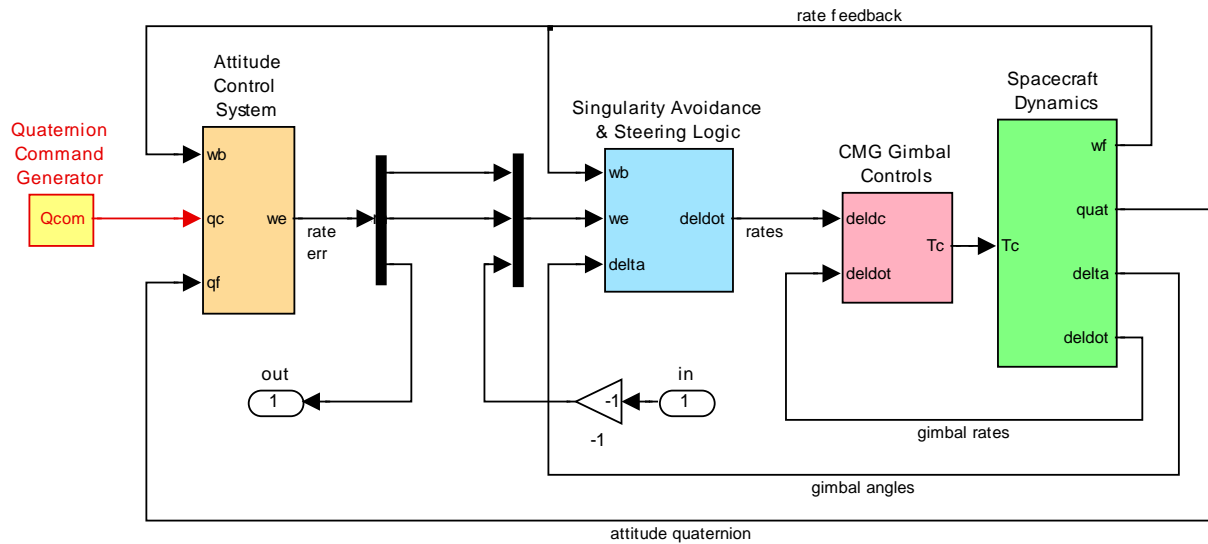 rate feedback
Attitude
Control
System
Spacecraft
Dynamics
Singularity Avoidance
& Steering Logic
Quaternion
Command
Generator
CMG Gimbal
Controls
wb
wb
wf
Qcom
qc
we
rate
err
we
deldot
rates
deldc
quat
Tc
Tc
qf
delta
deldot
delta
deldot
out
1
-1
-1
in
1
gimbal rates
gimbal angles
attitude quaternion